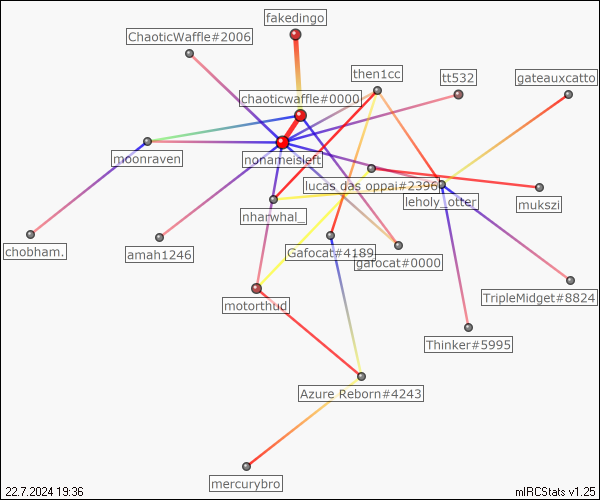 fakedingo
ChaoticWaffle#2006
then1cc
tt532
gateauxcatto
chaoticwaffle#0000
moonraven
nonameisleft
lucas das oppai#2396
leholy_otter
mukszi
nharwhal_
chobham.
amah1246
Gafocat#4189
gafocat#0000
motorthud
TripleMidget#8824
Thinker#5995
Azure Reborn#4243
mercurybro
22.7.2024 19:36
mIRCStats v1.25